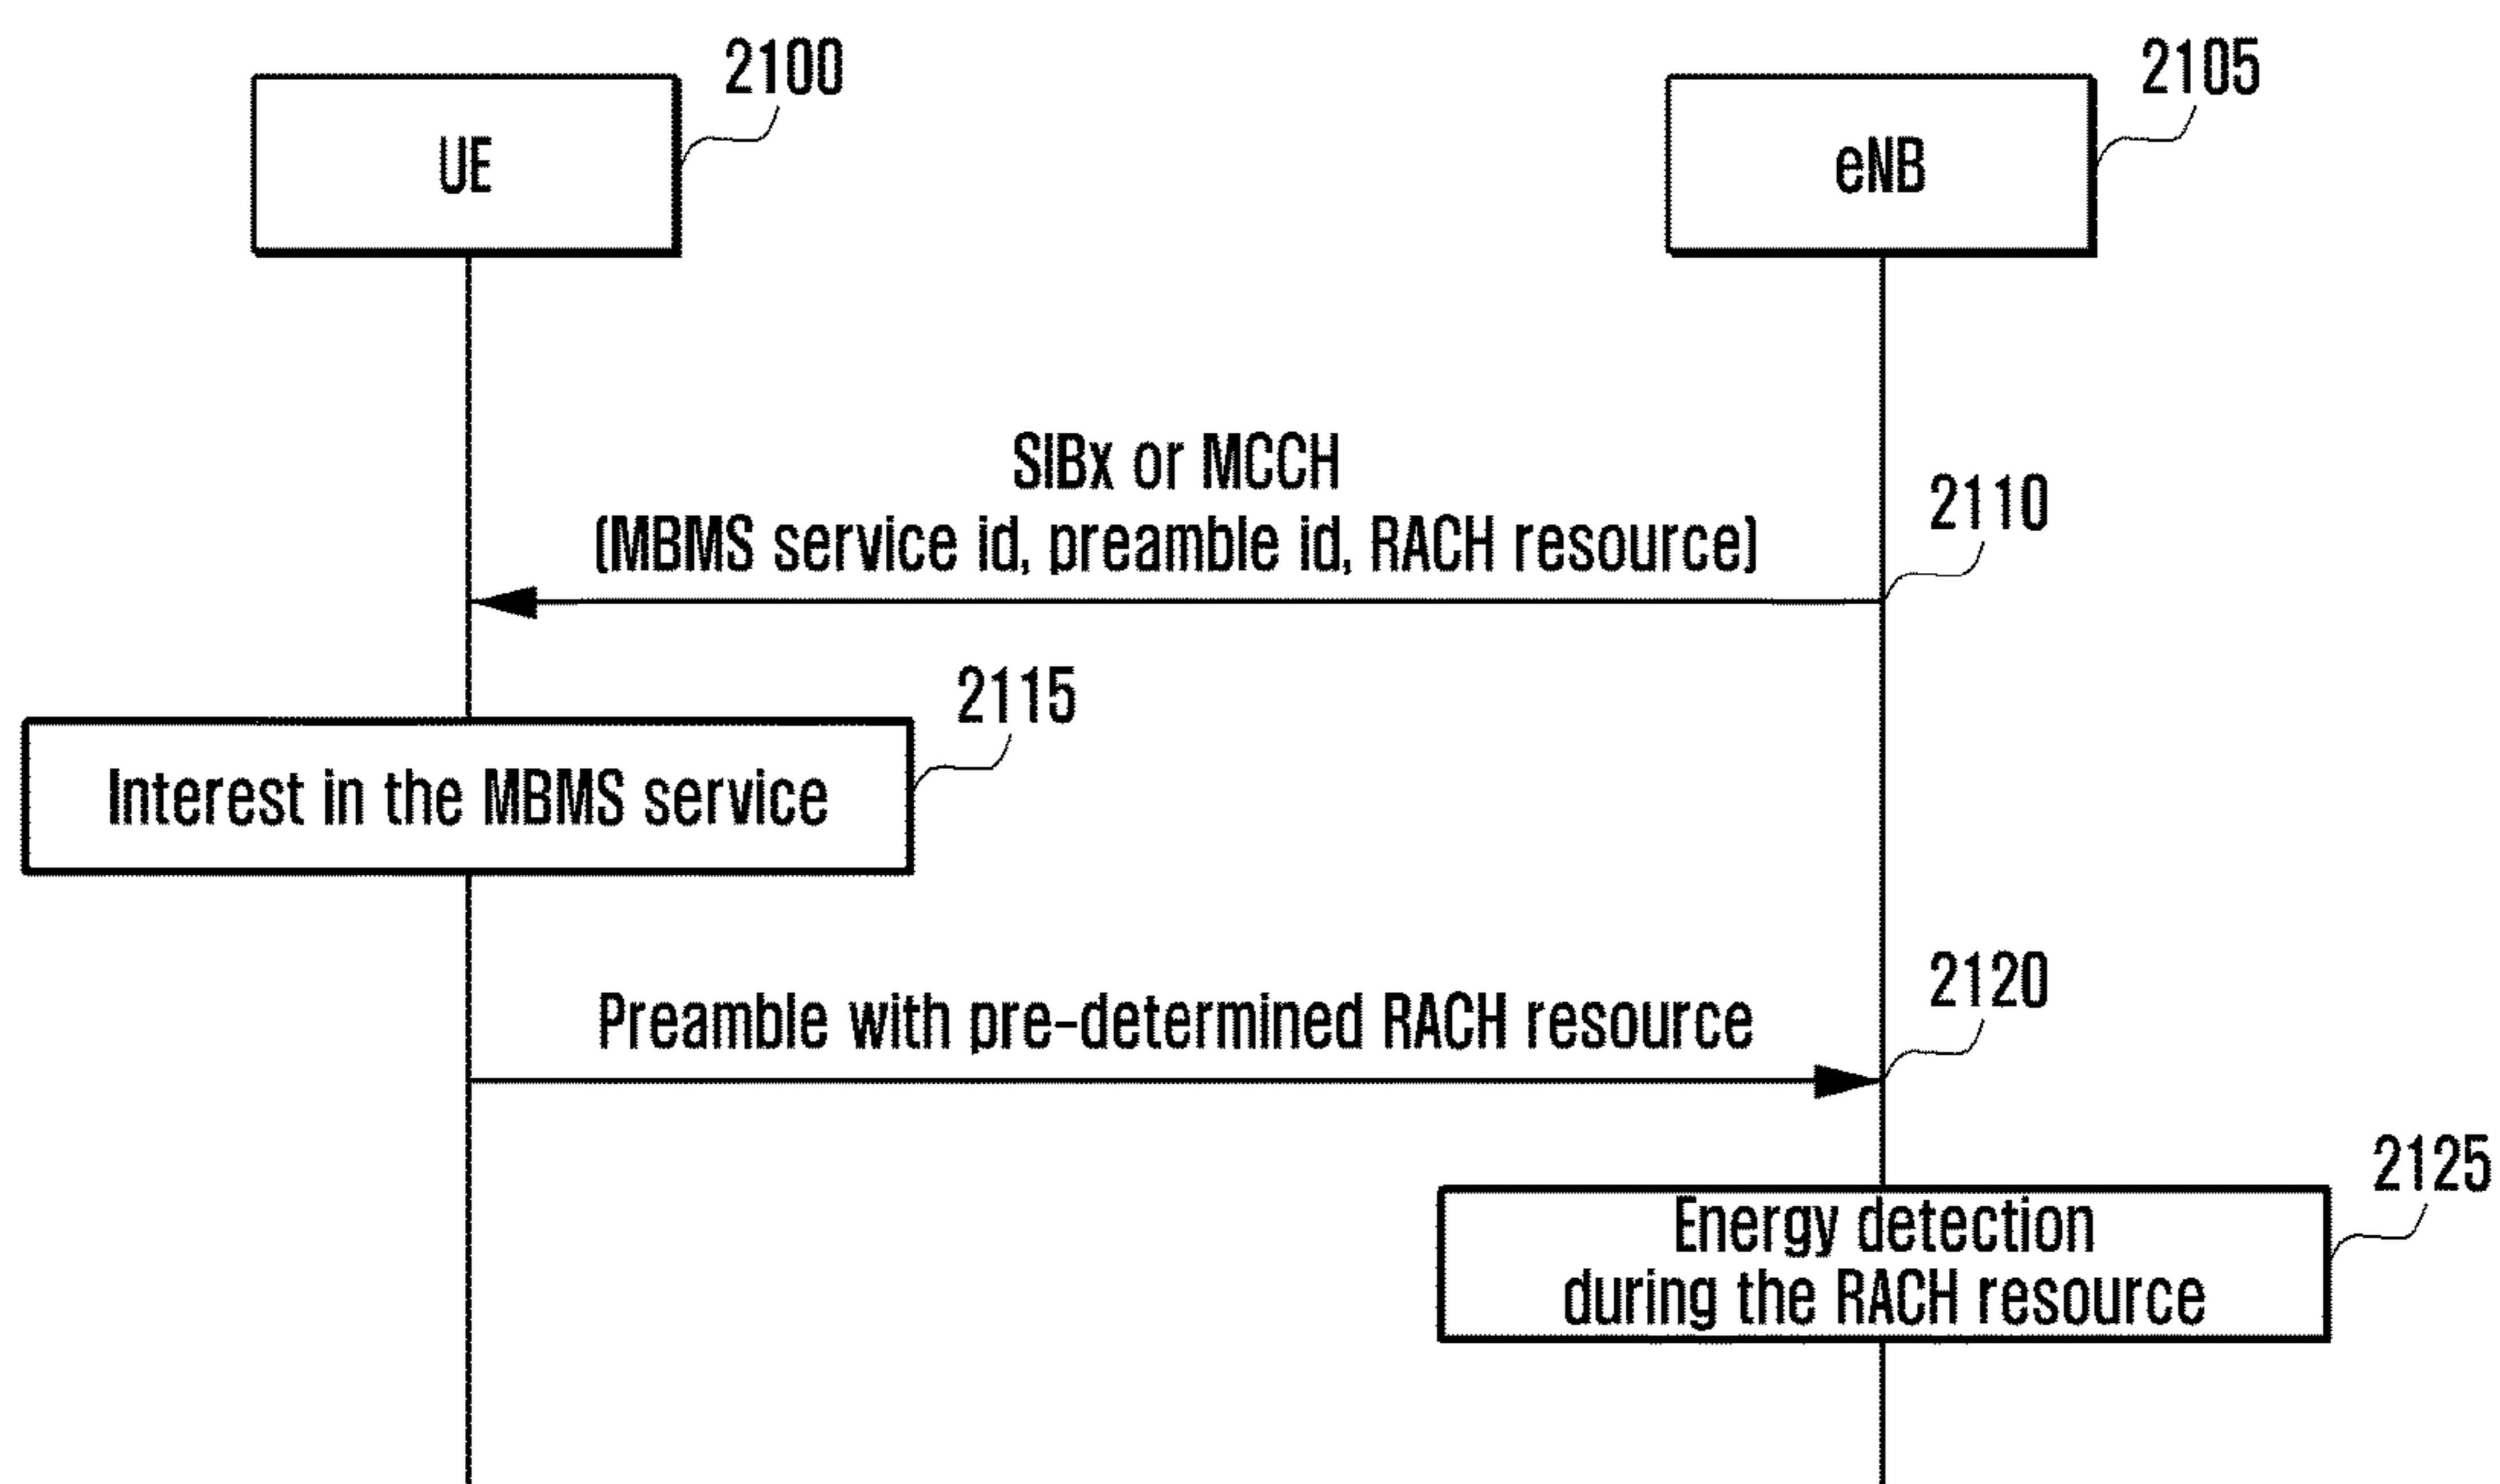 2100
2105
UE
eNB
SIBx or MCCH
(MBMS service id, preamble id, RACH resource)
2110
2115
Interest in the MBMS service
2120
Preamble with pre-determined RACH resource
2125
Energy detection
during the RACH resource